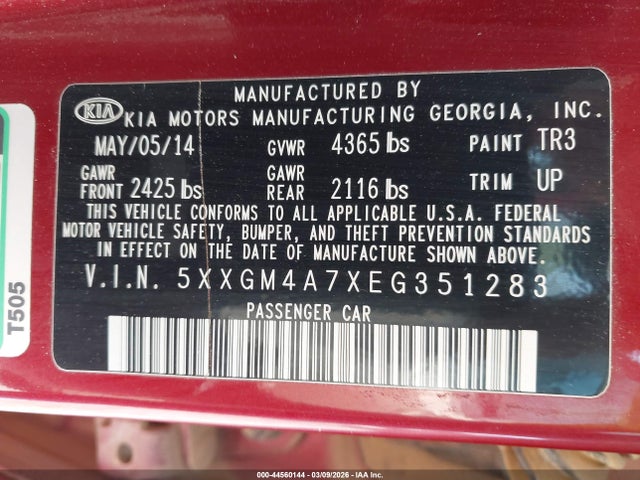 MANUFACTURED BY
KIA KIA MOTORS MANUFACTURING GEORGIA, INC.
MAY/05/14 GVWR 4365 lbs PAINT TR3
GAWR FRONT 2425 lbs GAWR REAR 2116 lbs TRIM UP
THIS VEHICLE CONFORMS TO ALL APPLICABLE U.S.A. FEDERAL
MOTOR VEHICLE SAFETY, BUMPER, AND THEFT PREVENTION STANDARDS
IN EFFECT ON THE DATE OF MANUFACTURE SHOWN ABOVE.
V.I.N. 5XXGM4A7XEG351283
PASSENGER CAR
T505
000-44560144 | 03/09/2026 | IAA, Inc.